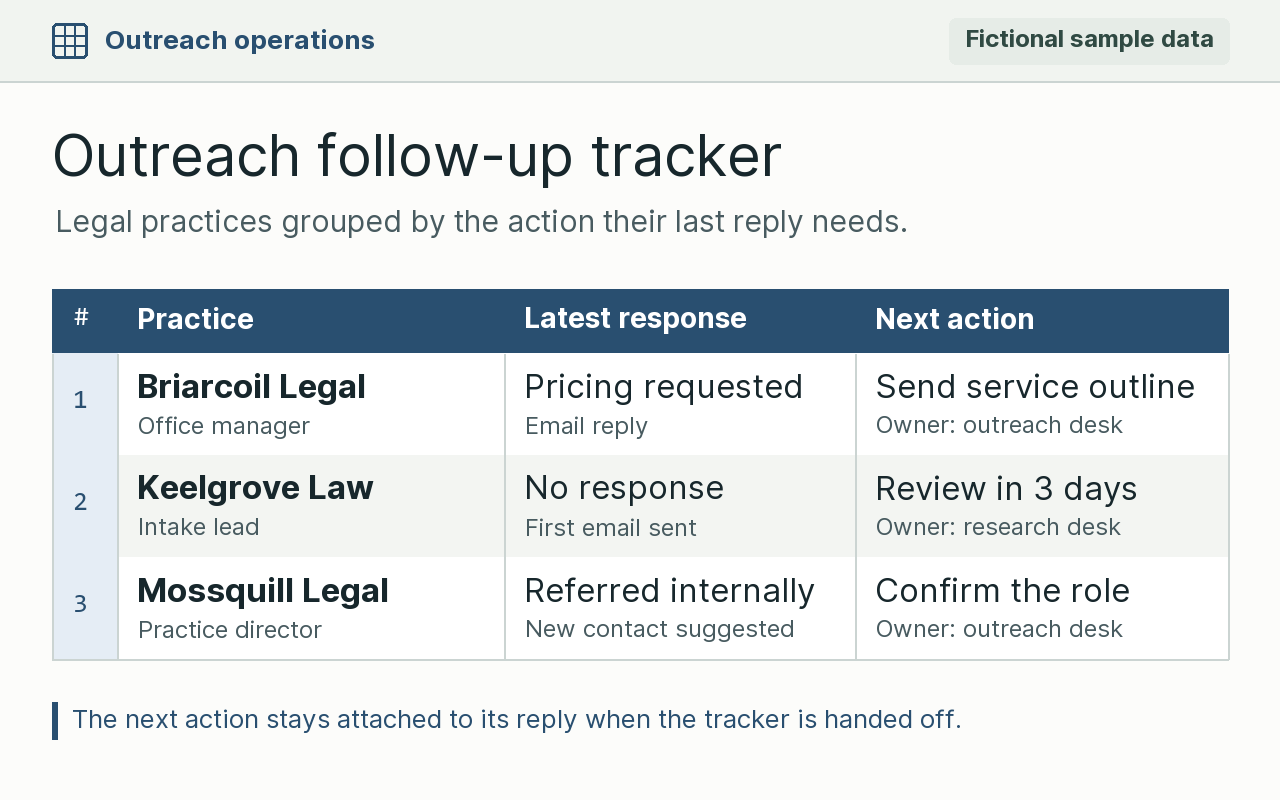 Outreach operations
Fictional sample data
Outreach follow-up tracker
Legal practices grouped by the action their last reply needs.
# Practice Latest response Next action
1 Briarcoil Legal Pricing requested Send service outline
Office manager Email reply Owner: outreach desk
2 Keelgrove Law No response Review in 3 days
Intake lead First email sent Owner: research desk
3 Mossquill Legal Referred internally Confirm the role
Practice director New contact suggested Owner: outreach desk
The next action stays attached to its reply when the tracker is handed off.